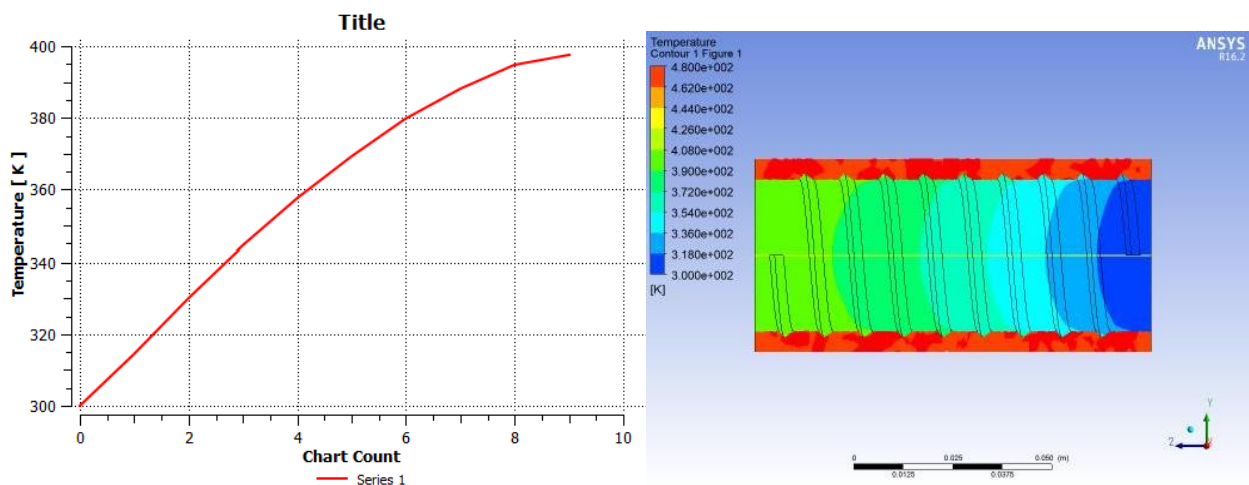 Title
400
380
360
340
320
300
Temperature [ K ]
0 2 4 6 8 10
Chart Count
Series 1
Temperature
Contour 1 Figure 1
4.800e+002
4.620e+002
4.440e+002
4.260e+002
4.080e+002
3.900e+002
3.720e+002
3.540e+002
3.360e+002
3.180e+002
3.000e+002
[K]
ANSYS
R16.2
0 0.025 0.050 (m)
0.0125 0.0375
Y
Z